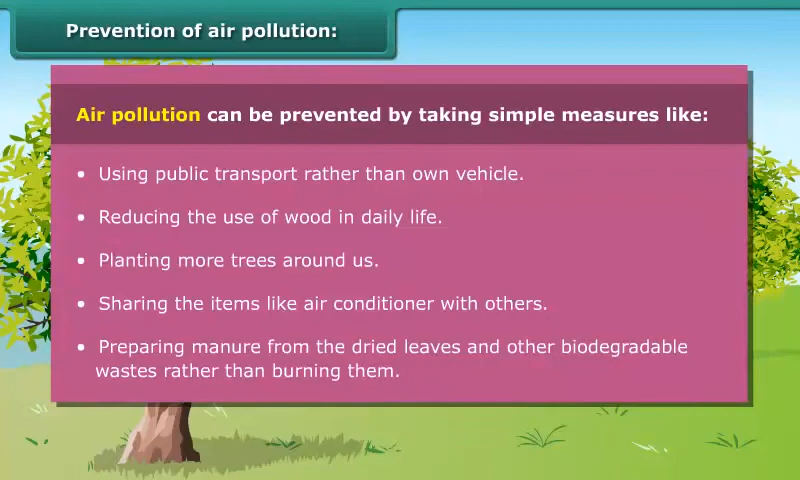 Prevention of air pollution:
Air pollution can be prevented by taking simple measures like:
• Using public transport rather than own vehicle.
• Reducing the use of wood in daily life.
• Planting more trees around us.
• Sharing the items like air conditioner with others.
• Preparing manure from the dried leaves and other biodegradable
wastes rather than burning them.